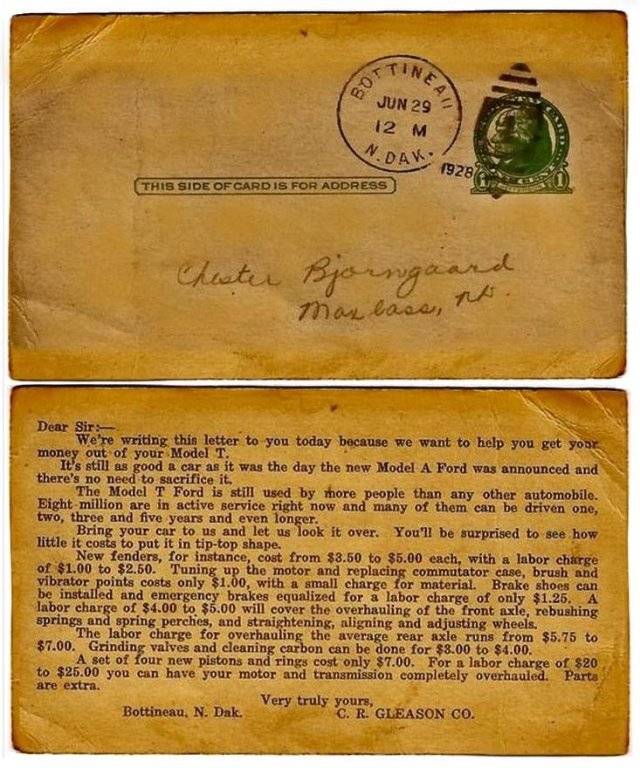 BOTTINEAU
JUN 29
12 M
N. DAK.
1928
1 1
THIS SIDE OF CARD IS FOR ADDRESS
Chester Bjorngaard
Maxbass, ND.
Dear Sir:—
We're writing this letter to you today because we want to help you get your
money out of your Model T.
It's still as good a car as it was the day the new Model A Ford was announced and
there's no need to sacrifice it.
The Model T Ford is still used by more people than any other automobile.
Eight million are in active service right now and many of them can be driven one,
two, three and five years and even longer.
Bring your car to us and let us look it over. You'll be surprised to see how
little it costs to put it in tip-top shape.
New fenders, for instance, cost from $3.50 to $5.00 each, with a labor charge
of $1.00 to $2.50. Tuning up the motor and replacing commutator case, brush and
vibrator points costs only $1.00, with a small charge for material. Brake shoes can
be installed and emergency brakes equalized for a labor charge of only $1.25. A
labor charge of $4.00 to $5.00 will cover the overhauling of the front axle, rebushing
springs and spring perches, and straightening, aligning and adjusting wheels.
The labor charge for overhauling the average rear axle runs from $5.75 to
$7.00. Grinding valves and cleaning carbon can be done for $3.00 to $4.00.
A set of four new pistons and rings cost only $7.00. For a labor charge of $20
to $25.00 you can have your motor and transmission completely overhauled. Parts
are extra.
Very truly yours,
Bottineau, N. Dak. C. R. GLEASON CO.